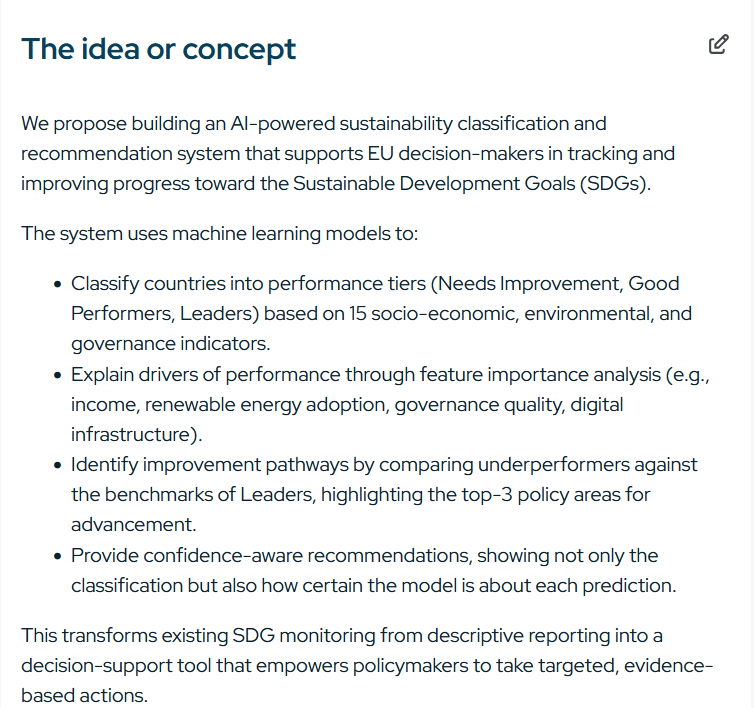 The idea or concept
We propose building an AI-powered sustainability classification and
recommendation system that supports EU decision-makers in tracking and
improving progress toward the Sustainable Development Goals (SDGs).
The system uses machine learning models to:
• Classify countries into performance tiers (Needs Improvement, Good
Performers, Leaders) based on 15 socio-economic, environmental, and
governance indicators.
• Explain drivers of performance through feature importance analysis (e.g.,
income, renewable energy adoption, governance quality, digital
infrastructure).
• Identify improvement pathways by comparing underperformers against
the benchmarks of Leaders, highlighting the top-3 policy areas for
advancement.
• Provide confidence-aware recommendations, showing not only the
classification but also how certain the model is about each prediction.
This transforms existing SDG monitoring from descriptive reporting into a
decision-support tool that empowers policymakers to take targeted, evidence-
based actions.